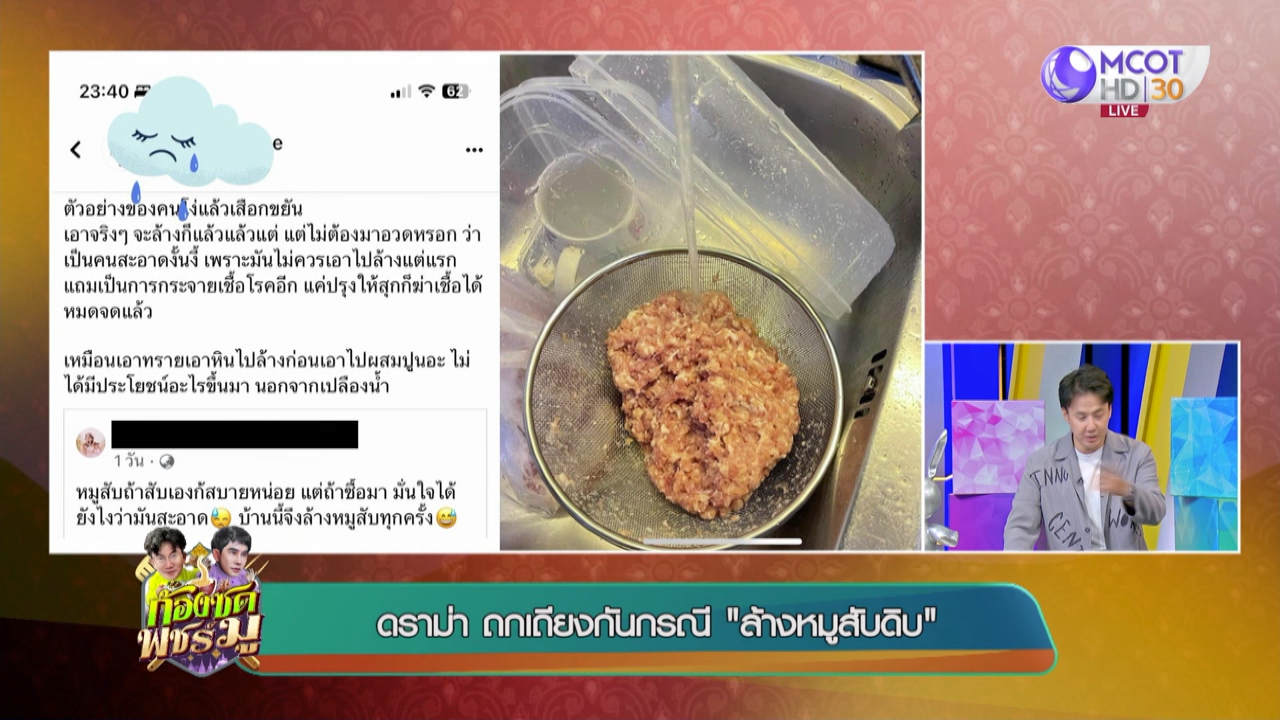 MCOT
HD 30
LIVE
23:40
62
e
ตัวอย่างของคนโง่แล้วเสือกขยัน
เอาจริงๆ จะล้างก็แล้วแล้วแต่ แต่ไม่ต้องมาอวดหรอก ว่า
เป็นคนสะอาดงั้นงี้ เพราะมันไม่ควรเอาไปล้างแต่แรก
แถมเป็นการกระจายเชื้อโรคอีก แค่ปรุงให้สุกก็ฆ่าเชื้อได้
หมดจดแล้ว
เหมือนเอาทรายเอาหินไปล้างก่อนเอาไปผสมปูนอะ ไม่
ได้มีประโยชน์อะไรขึ้นมา นอกจากเปลืองน้ำ
1 วัน ·
หมูสับถ้าสับเองก้สบายหน่อย แต่ถ้าซื้อมา มั่นใจได้
ยังไงว่ามันสะอาด😓 บ้านนี้จึงล้างหมูสับทุกครั้ง😅
ก้องชัด
พชร์มู
ดราม่า ถกเถียงกันกรณี "ล้างหมูสับดิบ"